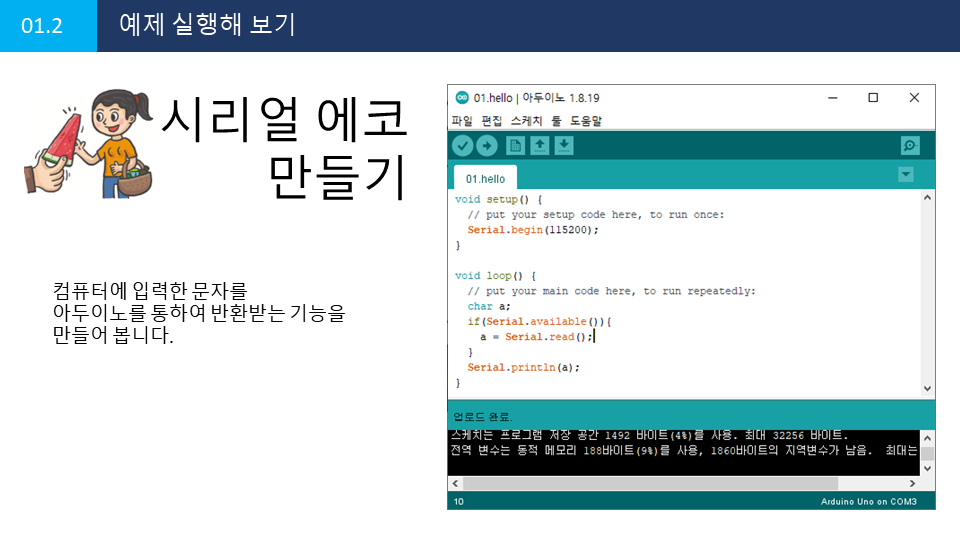 01.2
예제 실행해 보기
시리얼 에코
만들기
컴퓨터에 입력한 문자를
아두이노를 통하여 반환받는 기능을
만들어 봅니다.
01.hello | 아두이노 1.8.19
파일 편집 스케치 툴 도움말
01.hello
void setup() {
// put your setup code here, to run once:
Serial.begin(115200);
}
void loop() {
// put your main code here, to run repeatedly:
char a;
if(Serial.available()){
a = Serial.read();
}
Serial.println(a);
}
업로드 완료.
스케치는 프로그램 저장 공간 1492 바이트(4%)를 사용. 최대 32256 바이트.
전역 변수는 동적 메모리 188바이트(9%)를 사용, 1860바이트의 지역변수가 남음. 최대는
10
Arduino Uno on COM3